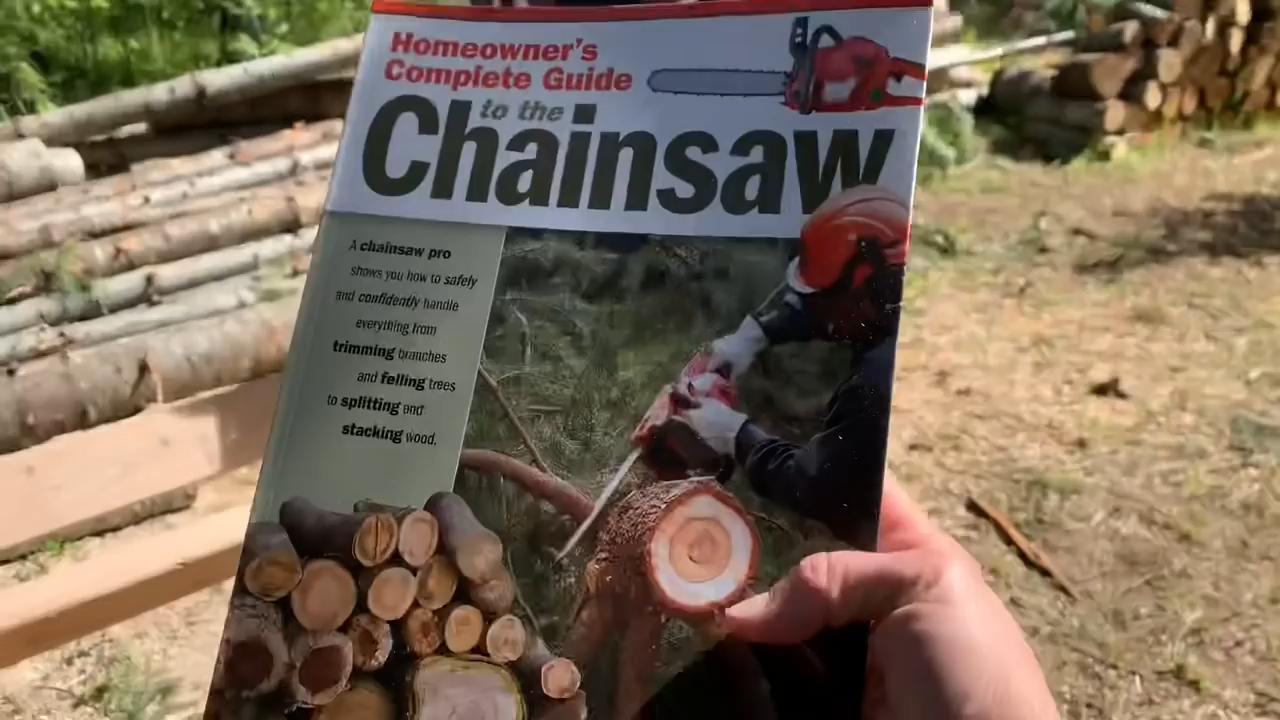 Homeowner's
Complete Guide
to the
Chainsaw
A chainsaw pro
shows you how to safely
and confidently handle
everything from
trimming branches
and felling trees
to splitting and
stacking wood.